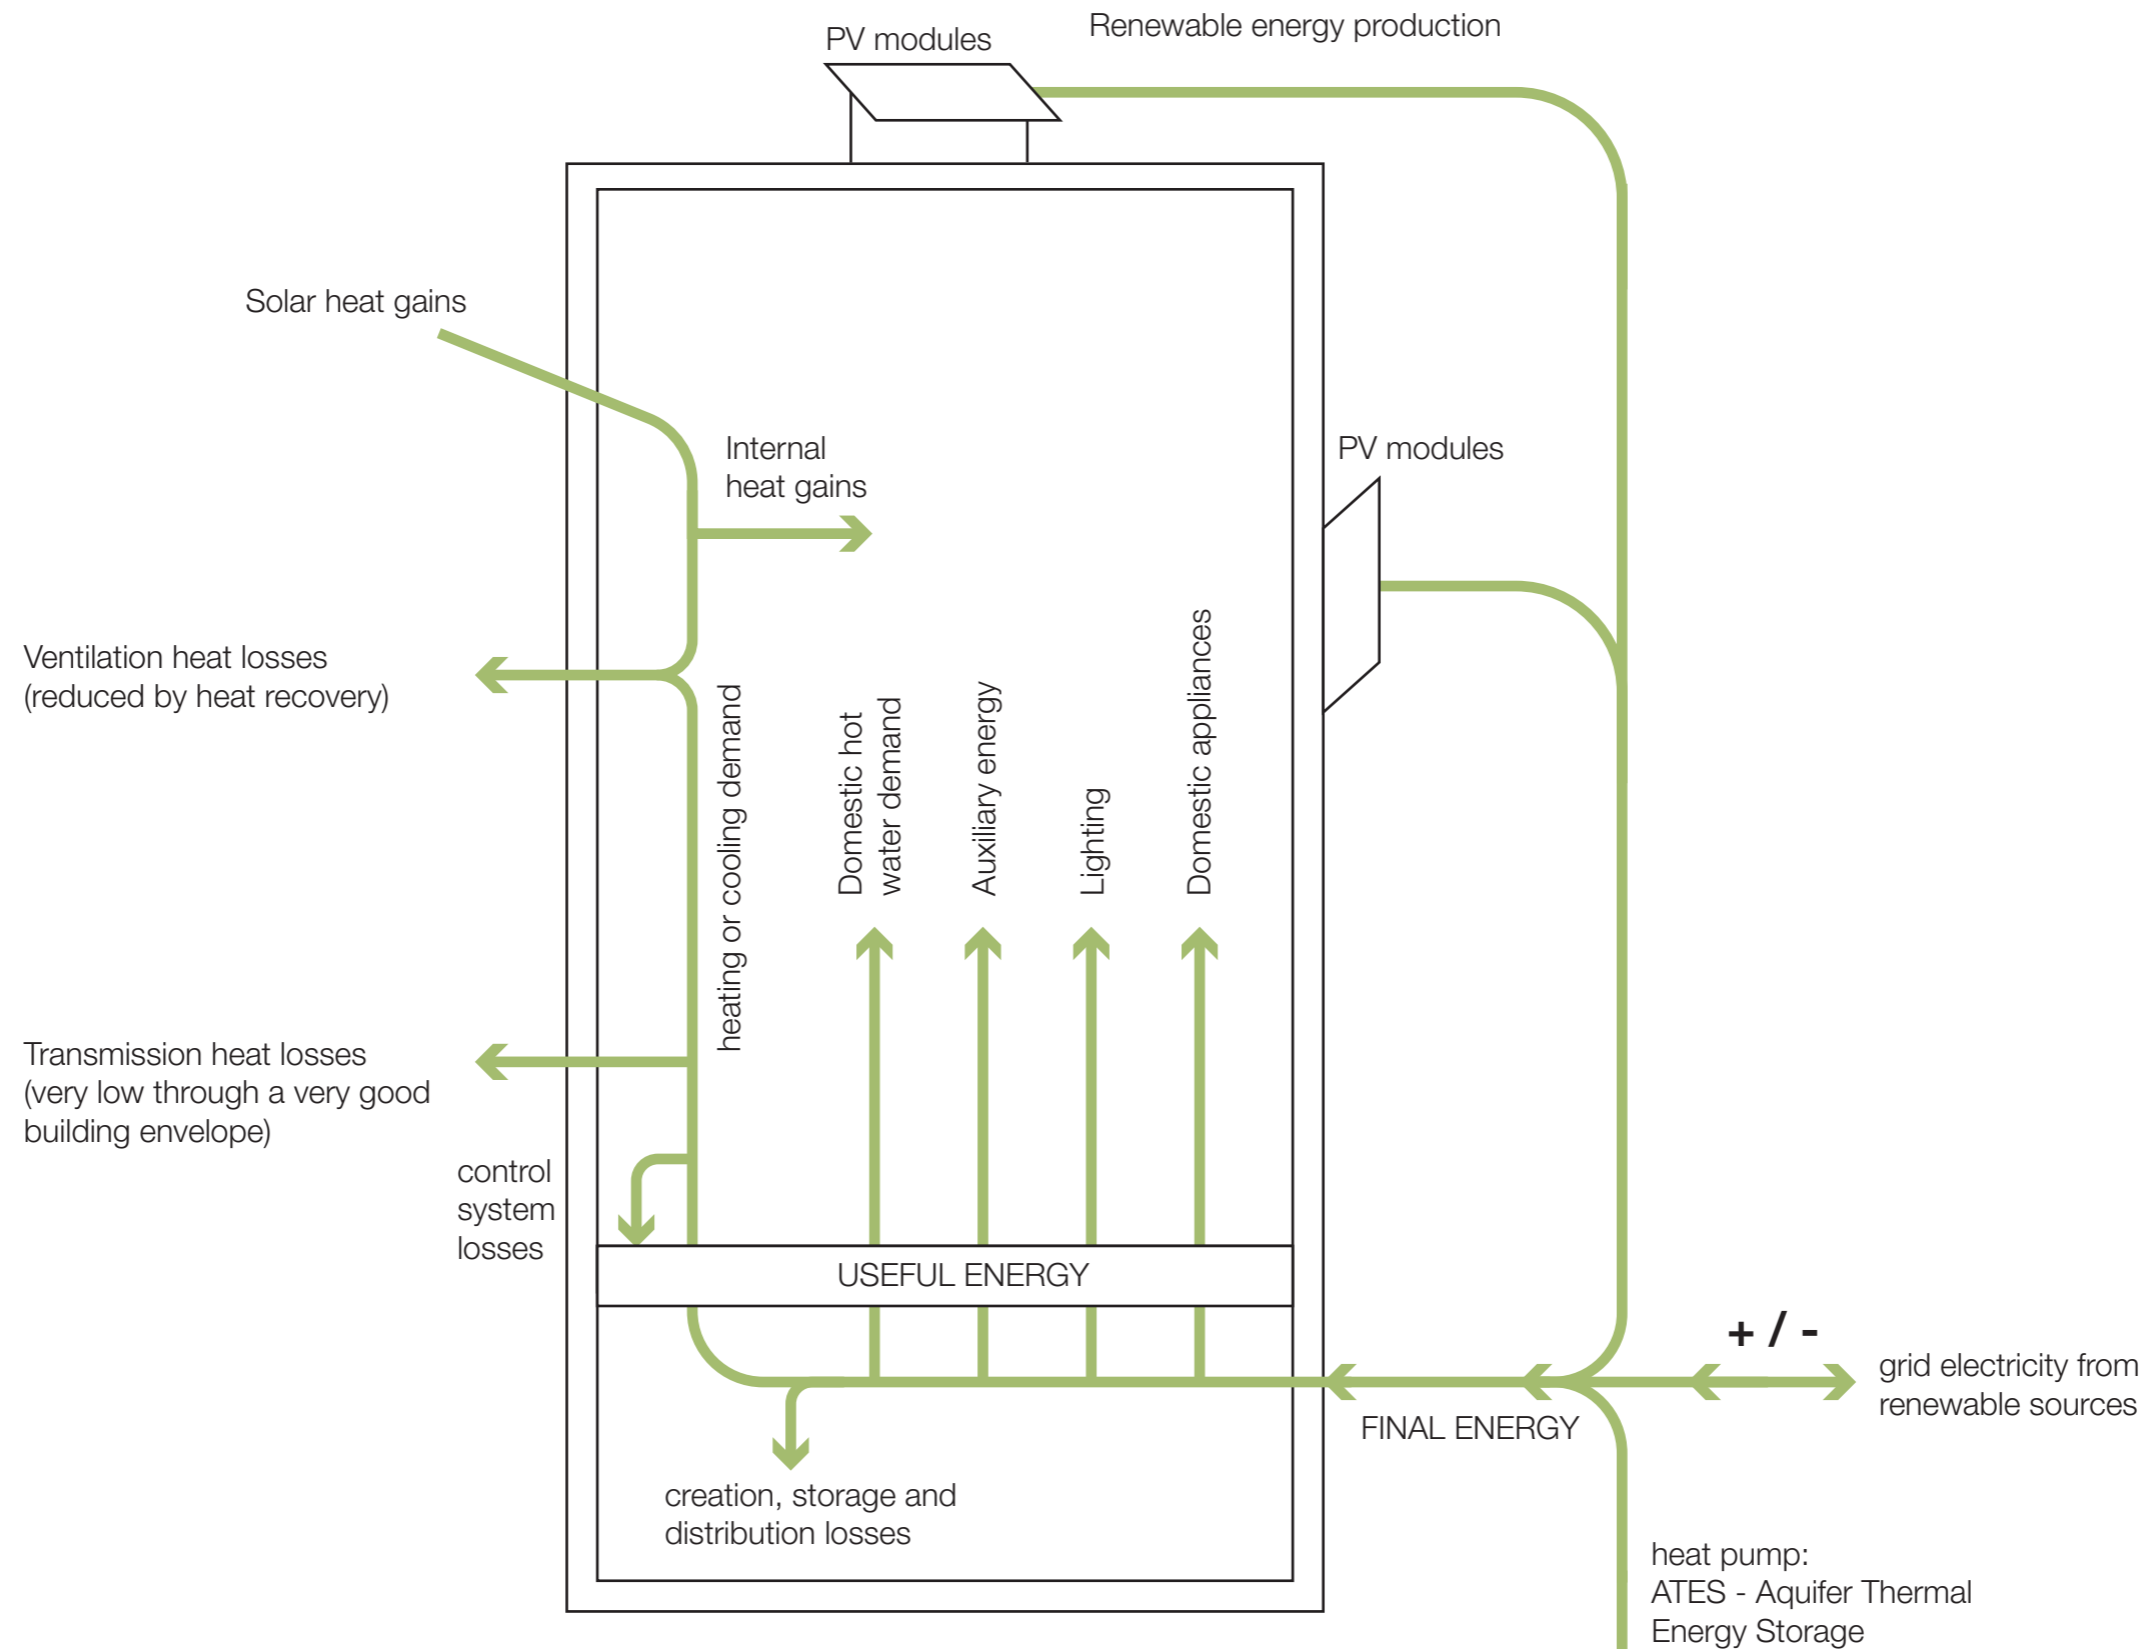 Renewable energy production
PV modules
Solar heat gains
Internal
heat gains
PV modules
Ventilation heat losses
(reduced by heat recovery)
heating or cooling demand
Domestic hot
water demand
Auxiliary energy
Lighting
Domestic appliances
Transmission heat losses
(very low through a very good
building envelope)
control
system
losses
USEFUL ENERGY
+ / -
grid electricity from
renewable sources
FINAL ENERGY
creation, storage and
distribution losses
heat pump:
ATES - Aquifer Thermal
Energy Storage